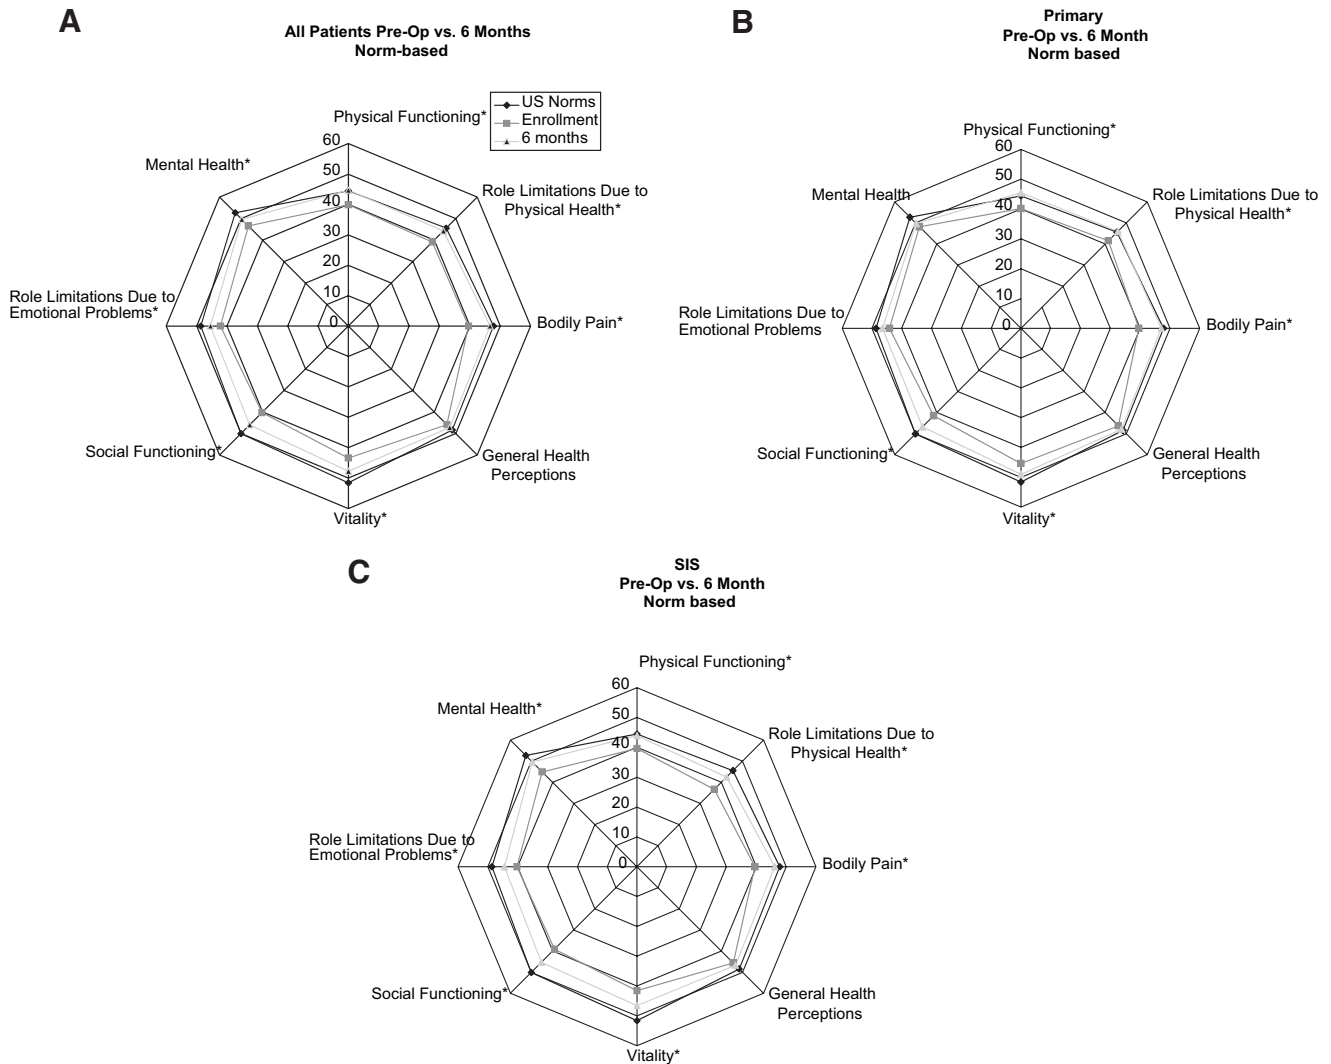 A
All Patients Pre-Op vs. 6 Months
Norm-based
US Norms
Enrollment
6 months
Physical Functioning*
Role Limitations Due to
Physical Health*
Bodily Pain*
General Health
Perceptions
Vitality*
Social Functioning*
Role Limitations Due to
Emotional Problems*
Mental Health*
60
50
40
30
20
10
0
B
Primary
Pre-Op vs. 6 Month
Norm based
Physical Functioning*
Role Limitations Due to
Physical Health*
Bodily Pain*
General Health
Perceptions
Vitality*
Social Functioning*
Role Limitations Due to
Emotional Problems
Mental Health
60
50
40
30
20
10
0
C
SIS
Pre-Op vs. 6 Month
Norm based
Physical Functioning*
Role Limitations Due to
Physical Health*
Bodily Pain*
General Health
Perceptions
Vitality*
Social Functioning*
Role Limitations Due to
Emotional Problems*
Mental Health*
60
50
40
30
20
10
0